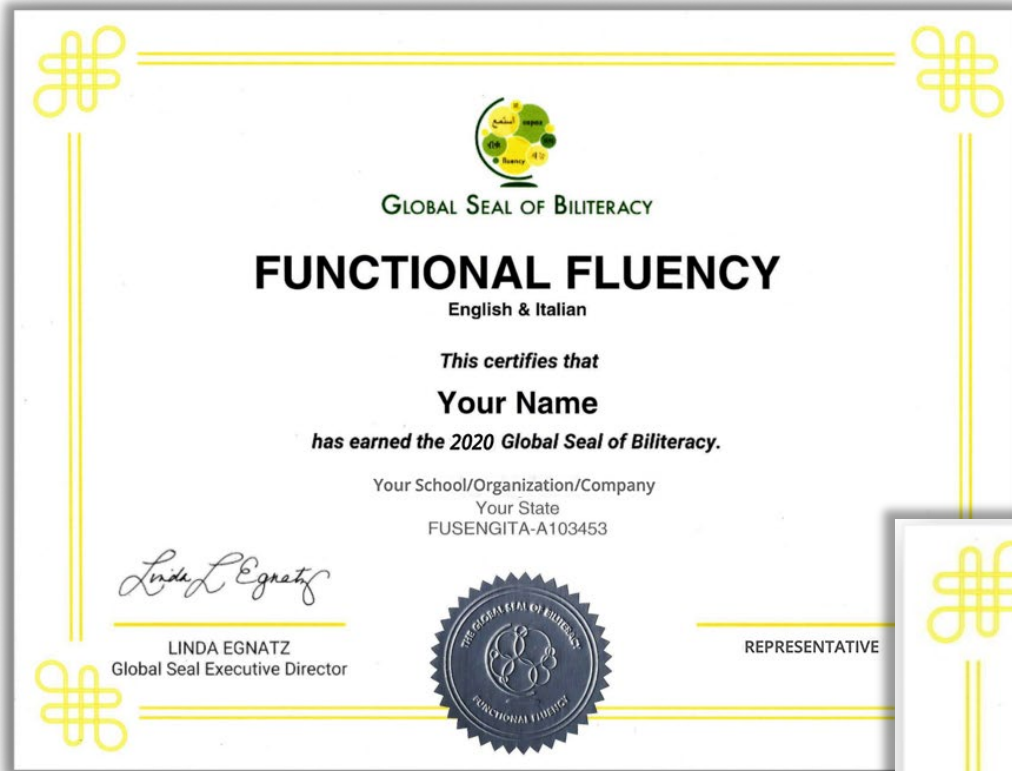 استمع
fluency
GLOBAL SEAL OF BILITERACY
FUNCTIONAL FLUENCY
English & Italian
This certifies that
Your Name
has earned the 2020 Global Seal of Biliteracy.
Your School/Organization/Company
Your State
FUSENGITA-A103453
Linda L Egnatz
LINDA EGNATZ
Global Seal Executive Director
THE GLOBAL SEAL OF BILITERACY
FUNCTIONAL FLUENCY
REPRESENTATIVE